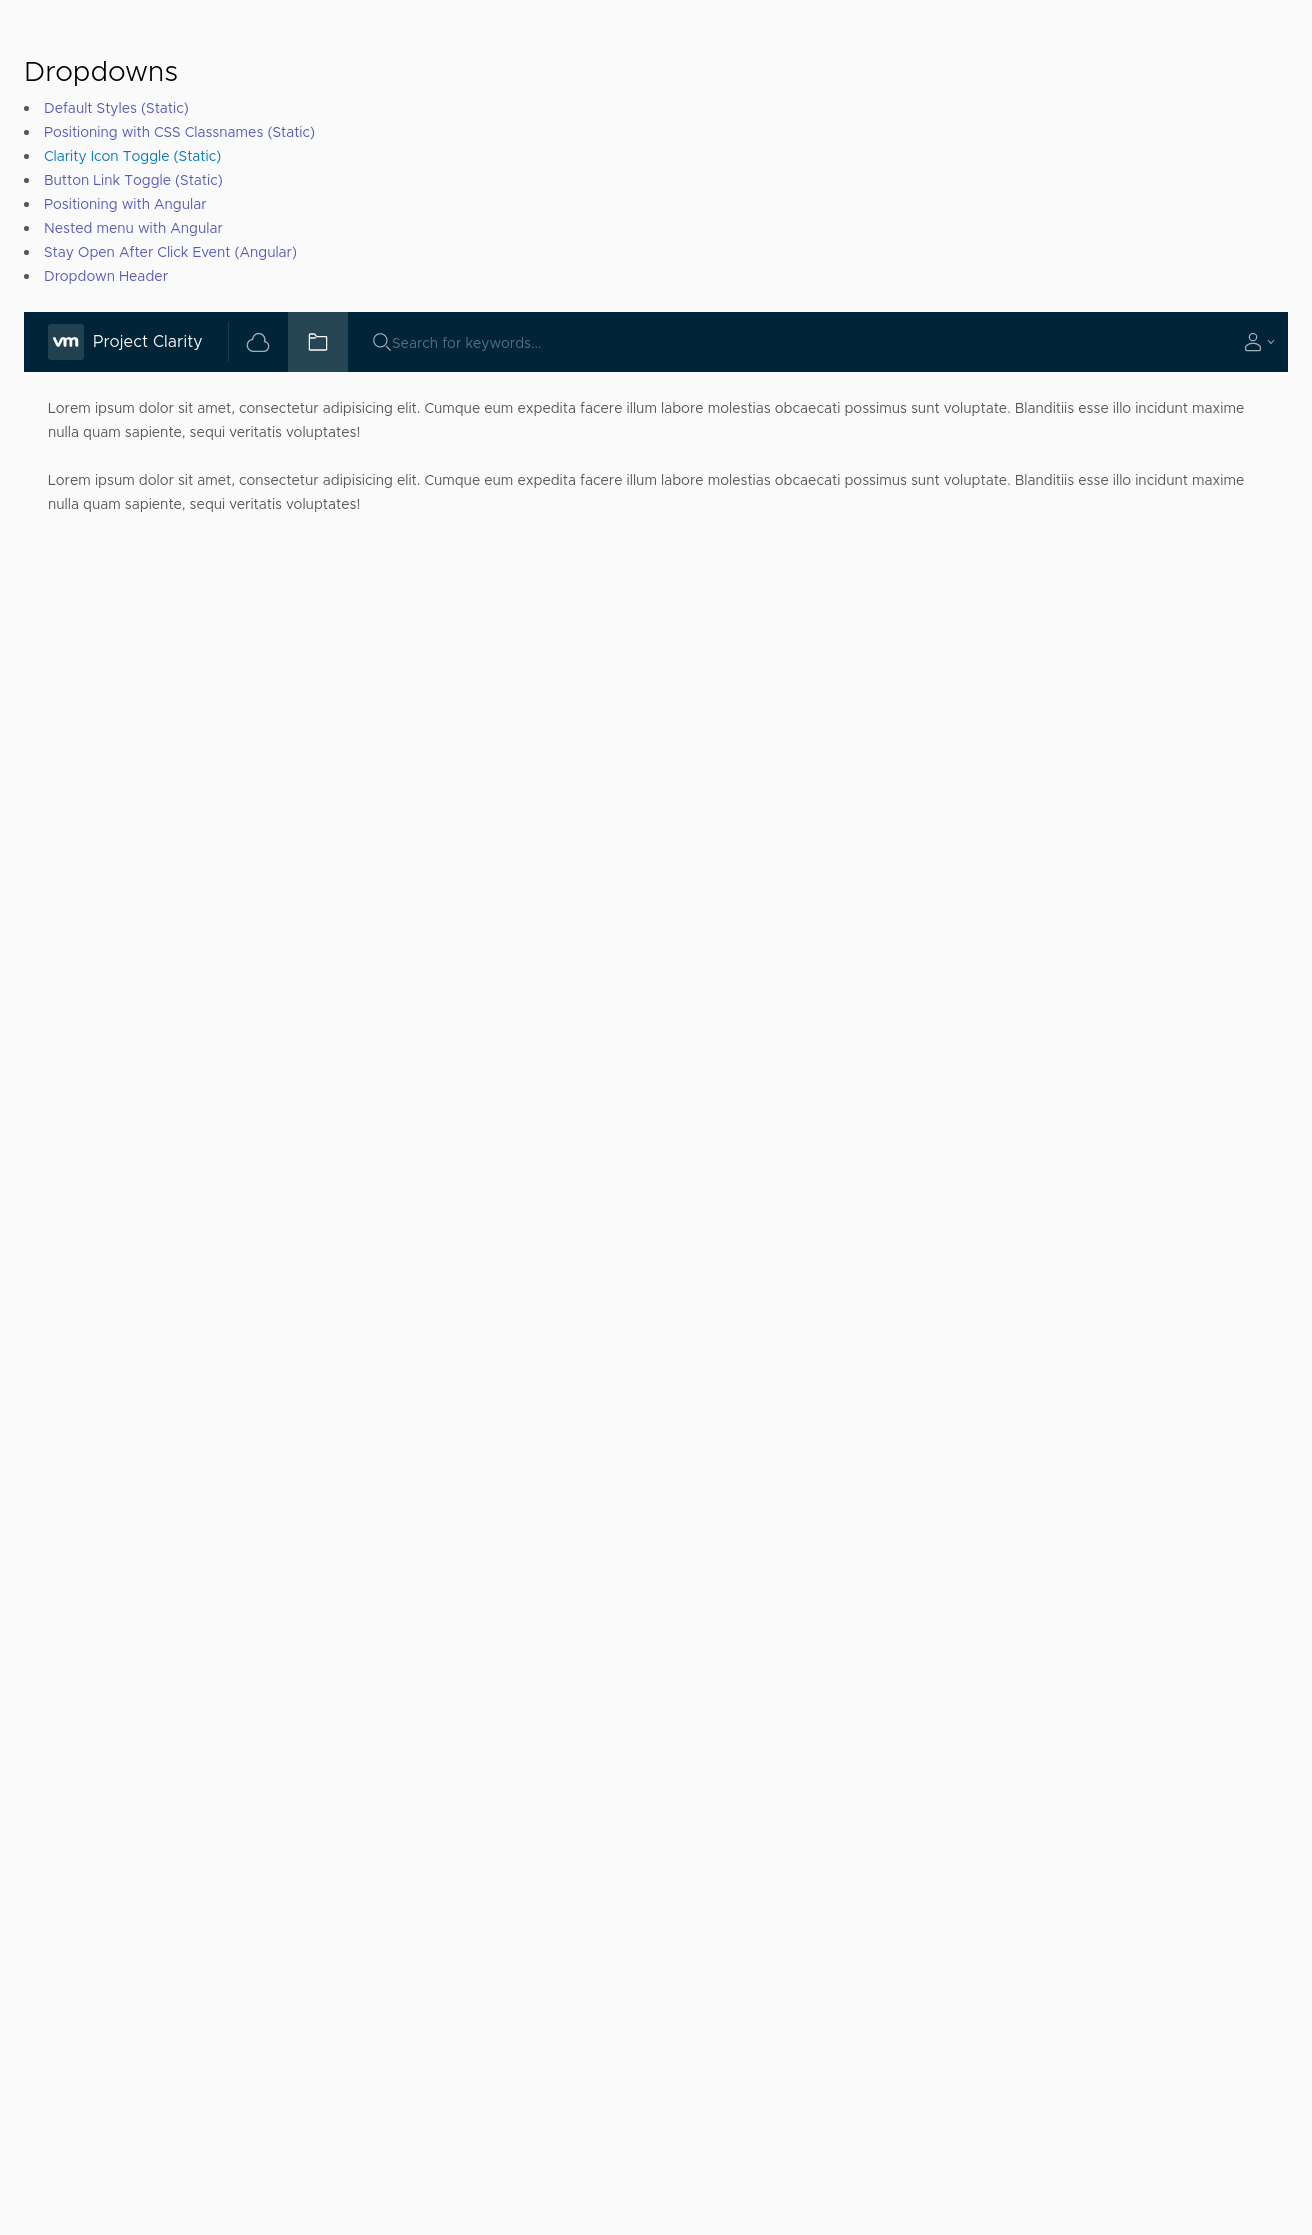 Dropdowns
Default Styles (Static)
Positioning with CSS Classnames (Static)
Clarity Icon Toggle (Static)
Button Link Toggle (Static)
Positioning with Angular
Nested menu with Angular
Stay Open After Click Event (Angular)
Dropdown Header
vm Project Clarity Search for keywords...
Lorem ipsum dolor sit amet, consectetur adipisicing elit. Cumque eum expedita facere illum labore molestias obcaecati possimus sunt voluptate. Blanditiis esse illo incidunt maxime
nulla quam sapiente, sequi veritatis voluptates!
Lorem ipsum dolor sit amet, consectetur adipisicing elit. Cumque eum expedita facere illum labore molestias obcaecati possimus sunt voluptate. Blanditiis esse illo incidunt maxime
nulla quam sapiente, sequi veritatis voluptates!